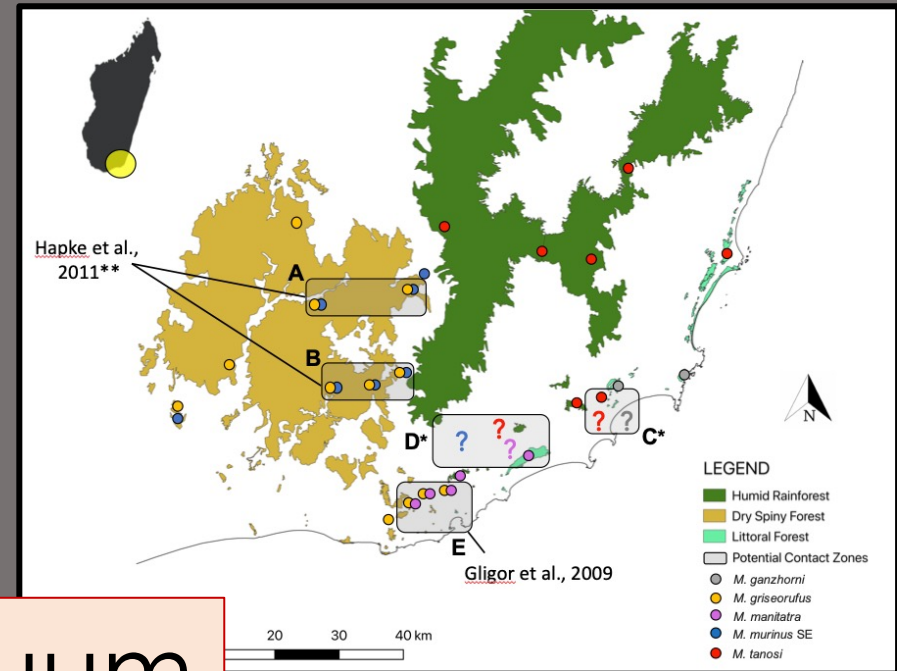 Hapke et al.,
2011**
A
B
D*
?
?
?
?
?
C*
E
Gligor et al., 2009
N
LEGEND
Humid Rainforest
Dry Spiny Forest
Littoral Forest
Potential Contact Zones
M. ganzhorni
M. griseorufus
M. manitatra
M. murinus SE
M. tanosi
20 30 40 km